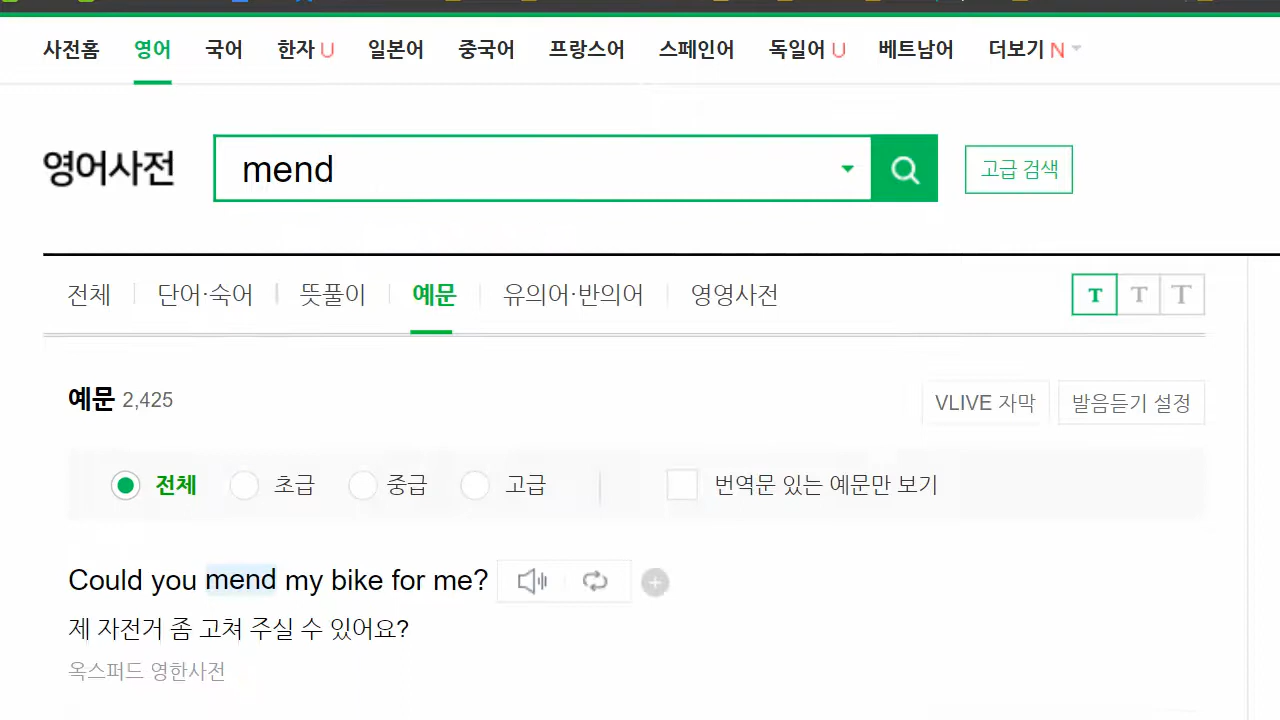 사전홈 영어 국어 한자 U 일본어 중국어 프랑스어 스페인어 독일어 U 베트남어 더보기 N
영어사전 mend 고급 검색
전체 단어·숙어 뜻풀이 예문 유의어·반의어 영영사전 T T T
예문 2,425 VLIVE 자막 발음듣기 설정
전체 초급 중급 고급 번역문 있는 예문만 보기
Could you mend my bike for me?
제 자전거 좀 고쳐 주실 수 있어요?
옥스퍼드 영한사전